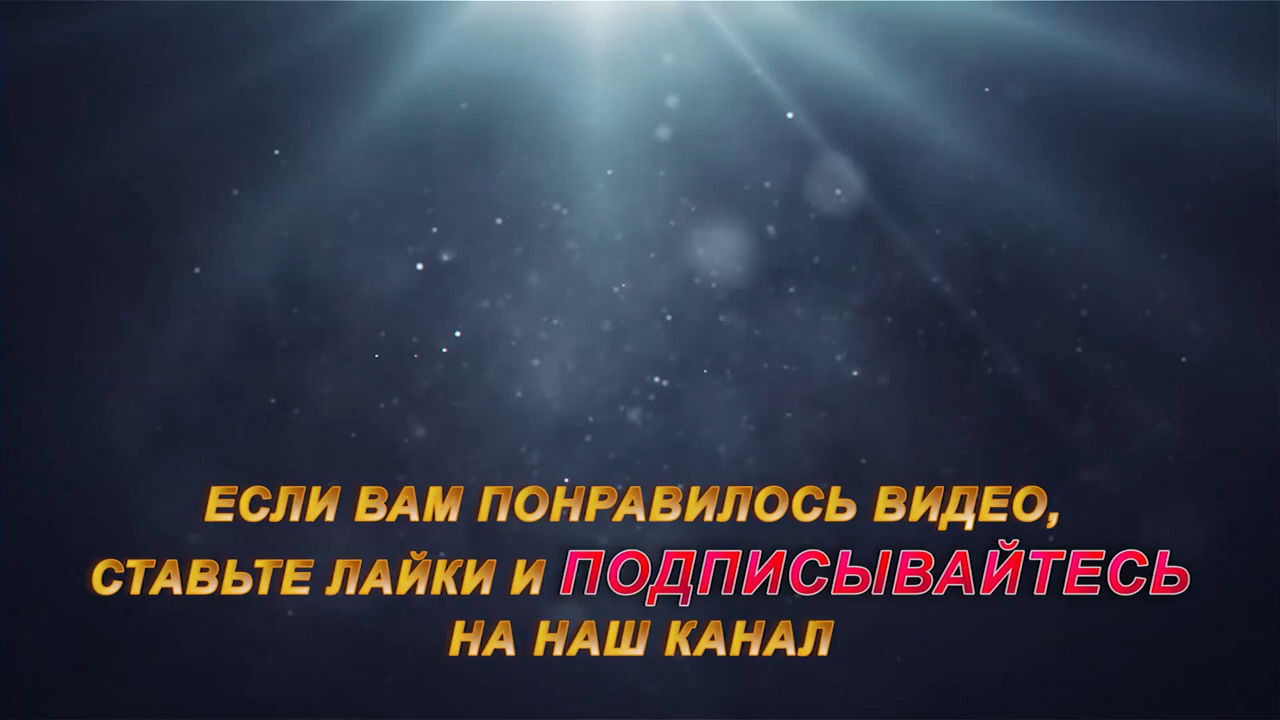 ЕСЛИ ВАМ ПОНРАВИЛОСЬ ВИДЕО,
СТАВЬТЕ ЛАЙКИ И ПОДПИСЫВАЙТЕСЬ
НА НАШ КАНАЛ